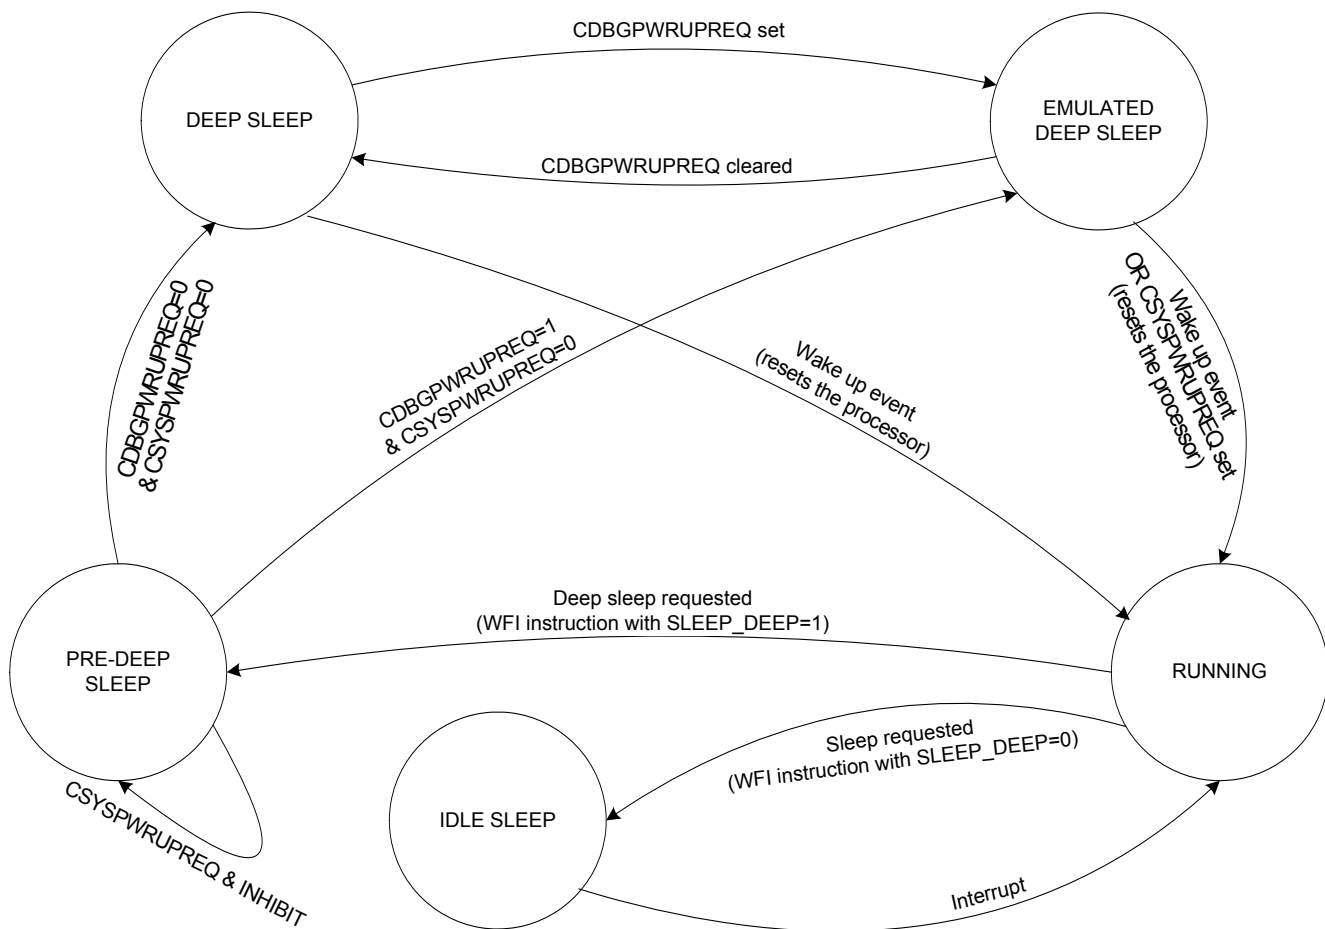 CDBGPWRUPREQ set
DEEP SLEEP
EMULATED
DEEP SLEEP
CDBGPWRUPREQ cleared
CDBGPWRUPREQ=0
& CSYSPWRUPREQ=0
CDBGPWRUPREQ=1
& CSYSPWRUPREQ=0
Wake up event
(resets the processor)
Wake up event
OR CSYSPWRUPREQ set
(resets the processor)
Deep sleep requested
(WFI instruction with SLEEP_DEEP=1)
PRE-DEEP
SLEEP
RUNNING
Sleep requested
(WFI instruction with SLEEP_DEEP=0)
IDLE SLEEP
CSYSPWRUPREQ & INHIBIT
Interrupt